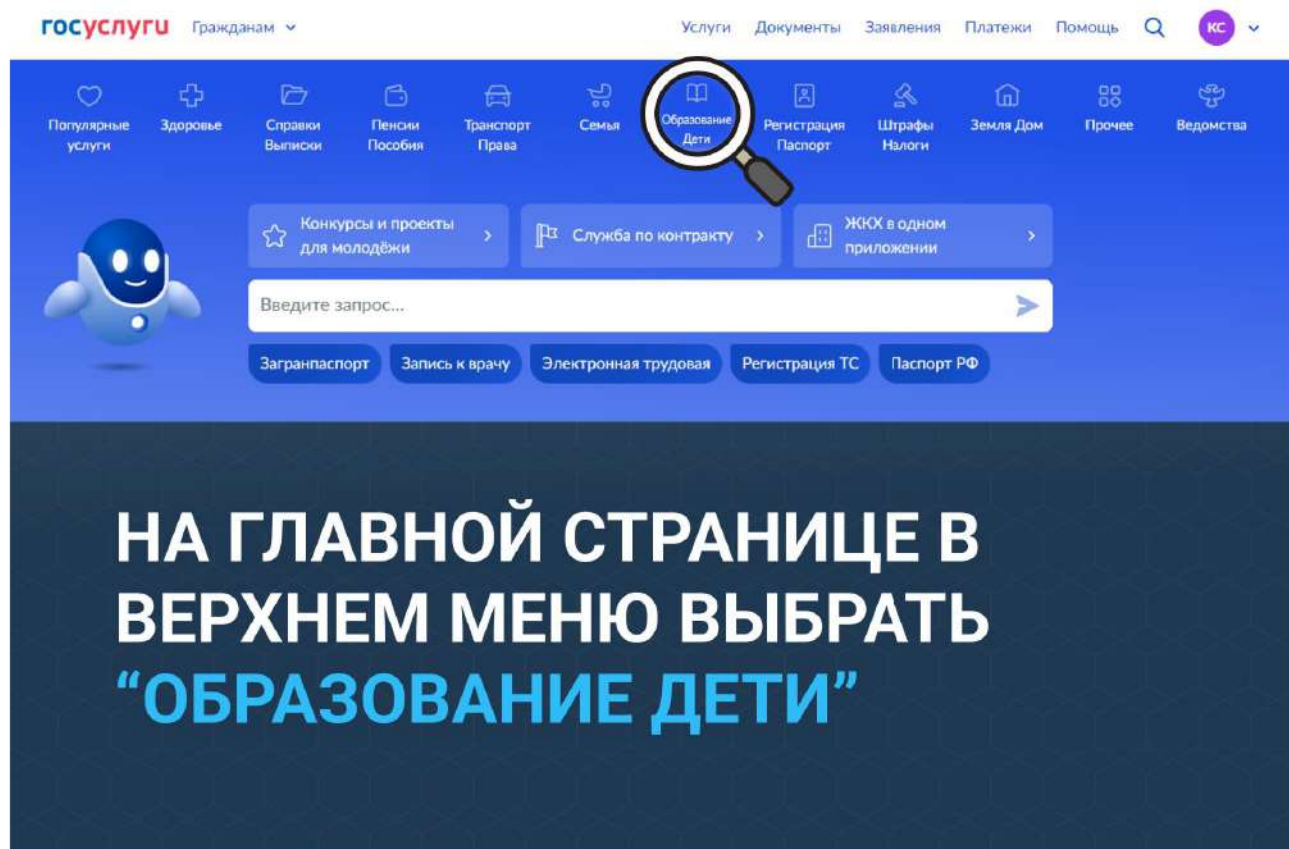 госуслуги Гражданам Услуги Документы Заявления Платежи Помощь КС
Популярные услуги
Здоровье
Справки Выписки
Пенсии Пособия
Транспорт Права
Семья
Образование Дети
Регистрация Паспорт
Штрафы Налоги
Земля Дом
Прочее
Ведомства
Конкурсы и проекты
для молодёжи
Служба по контракту
ЖКХ в одном
приложении
Введите запрос...
Загранпаспорт Запись к врачу Электронная трудовая Регистрация ТС Паспорт РФ
НА ГЛАВНОЙ СТРАНИЦЕ В
ВЕРХНЕМ МЕНЮ ВЫБРАТЬ
“ОБРАЗОВАНИЕ ДЕТИ”